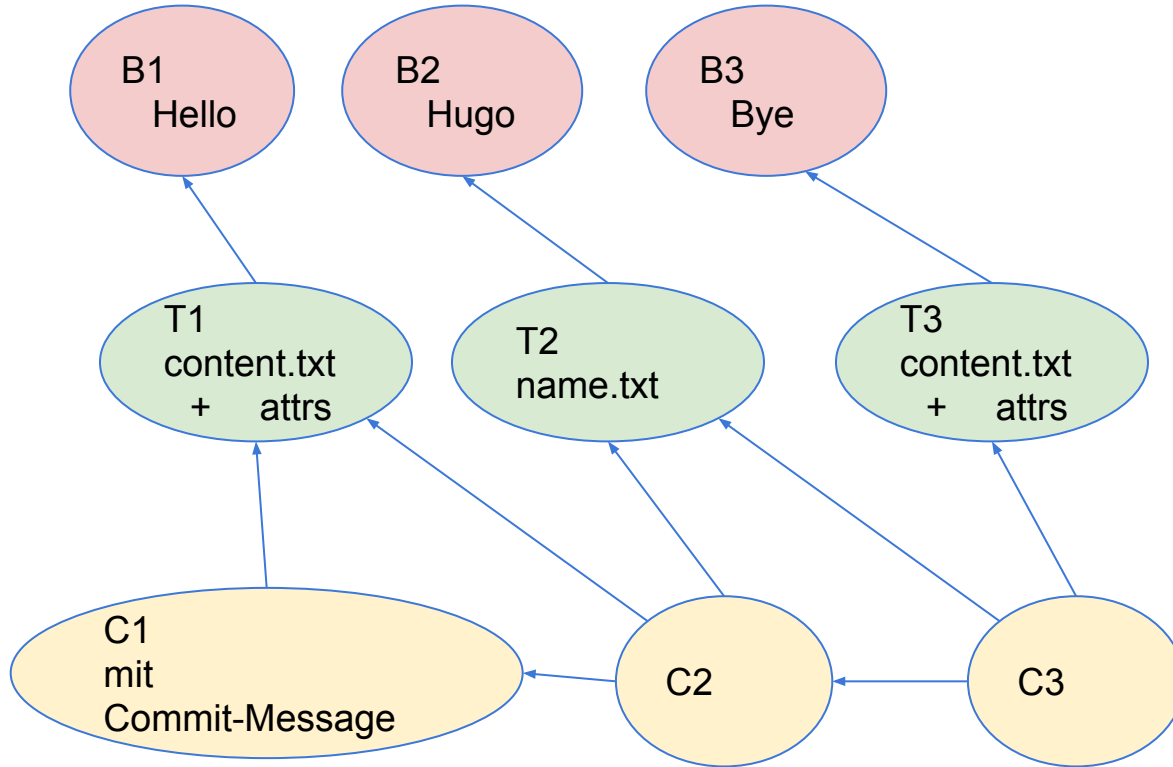 B1
Hello
B2
Hugo
B3
Bye
T1
content.txt
+ attrs
T2
name.txt
T3
content.txt
+ attrs
C1
mit
Commit-Message
C2
C3